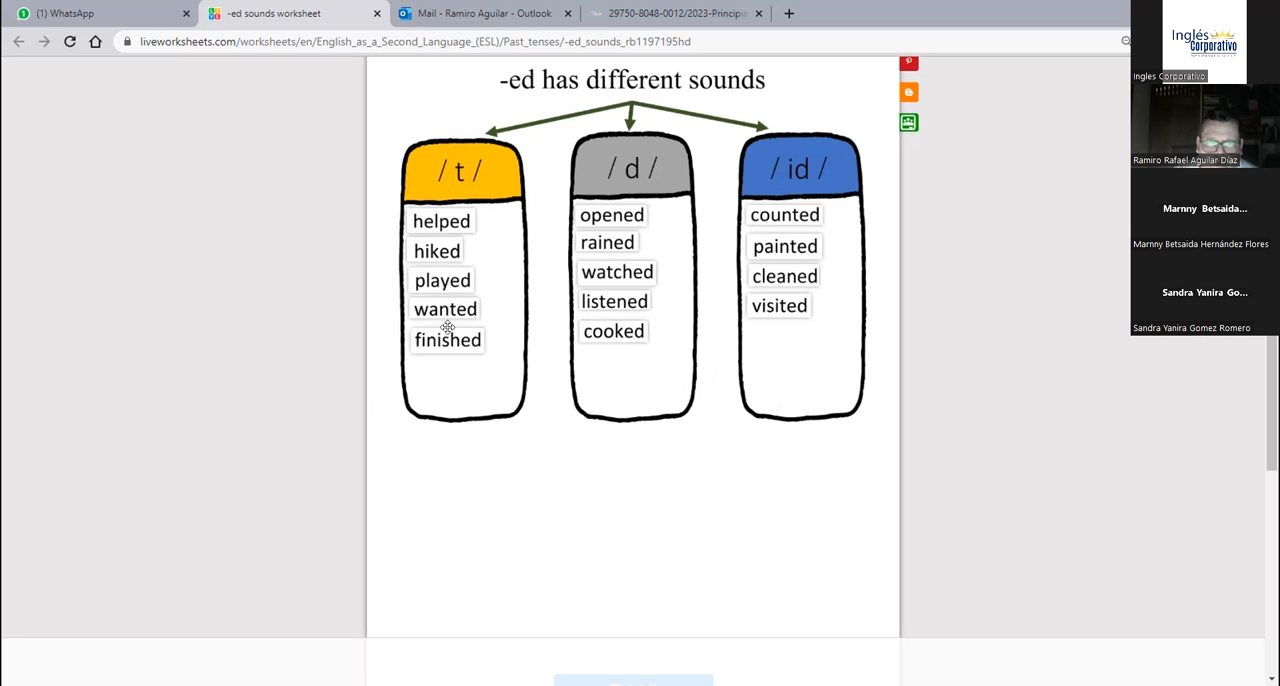 (1) WhatsApp
-ed sounds worksheet
Mail - Ramiro Aguilar - Outlook
29750-8048-0012/2023-Principia
liveworksheets.com/worksheets/en/English_as_a_Second_Language_(ESL)/Past_tenses/-ed_sounds_rb1197195hd
-ed has different sounds
/ t /
helped
hiked
played
wanted
finished
/ d /
opened
rained
watched
listened
cooked
/ id /
counted
painted
cleaned
visited
Inglés
Corporativo
Ingles Corporativo
Ramiro Rafael Aguilar Díaz
Marnny Betsaida...
Marnny Betsaida Hernández Flores
Sandra Yanira Go...
Sandra Yanira Gomez Romero